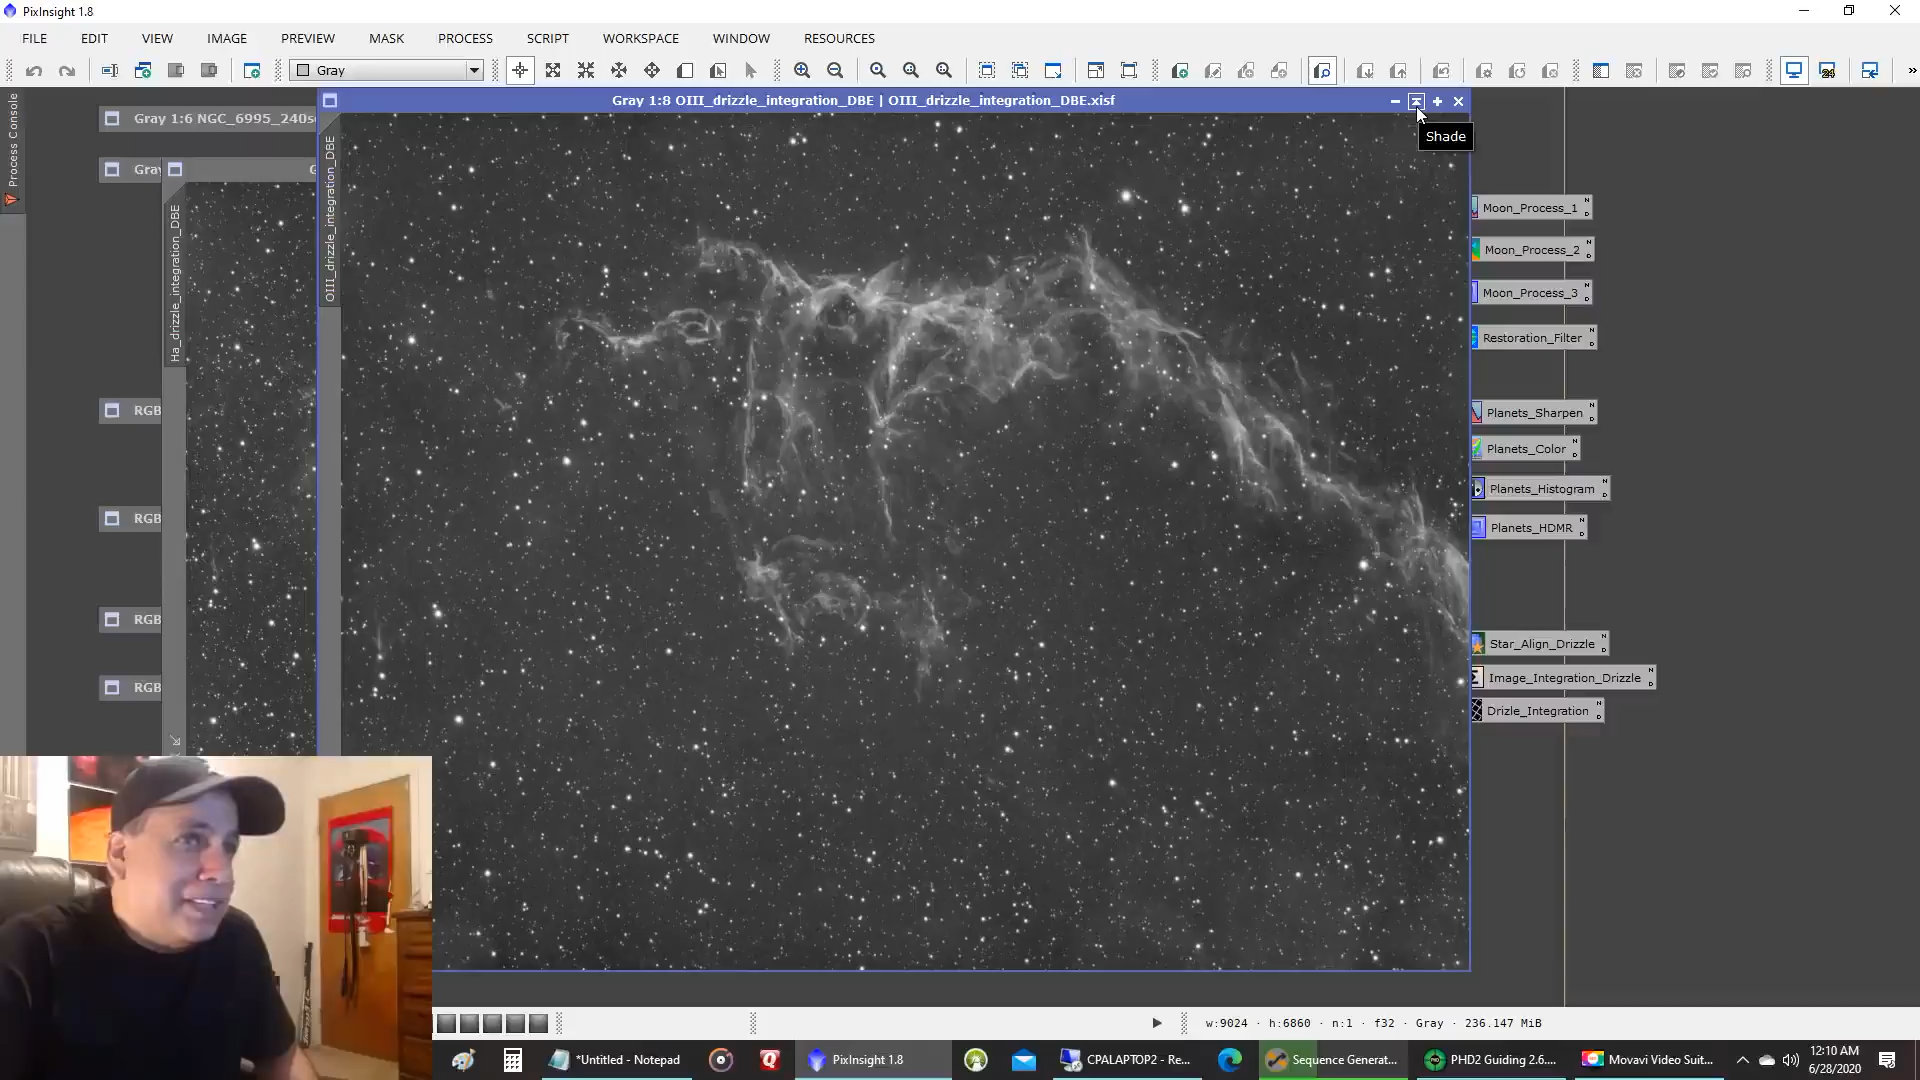 PixInsight 1.8
FILE EDIT VIEW IMAGE PREVIEW MASK PROCESS SCRIPT WORKSPACE WINDOW RESOURCES
Gray
24
»
Process Console
Gray 1:8 OIII_drizzle_integration_DBE | OIII_drizzle_integration_DBE.xisf
Shade
Gray 1:6 NGC_6995_240s
Gray
G
Ha_drizzle_integration_DBE
OIII_drizzle_integration_DBE
RGB
RGB
RGB
RGB
Moon_Process_1
Moon_Process_2
Moon_Process_3
Restoration_Filter
Planets_Sharpen
Planets_Color
Planets_Histogram
Planets_HDMR
Star_Align_Drizzle
Image_Integration_Drizzle
Drizle_Integration
w:9024 · h:6860 · n:1 · f32 · Gray · 236.147 MiB
*Untitled - Notepad
PixInsight 1.8
CPALAPTOP2 - Re...
Sequence Generat...
PHD2 Guiding 2.6....
Movavi Video Suit...
12:10 AM
6/28/2020